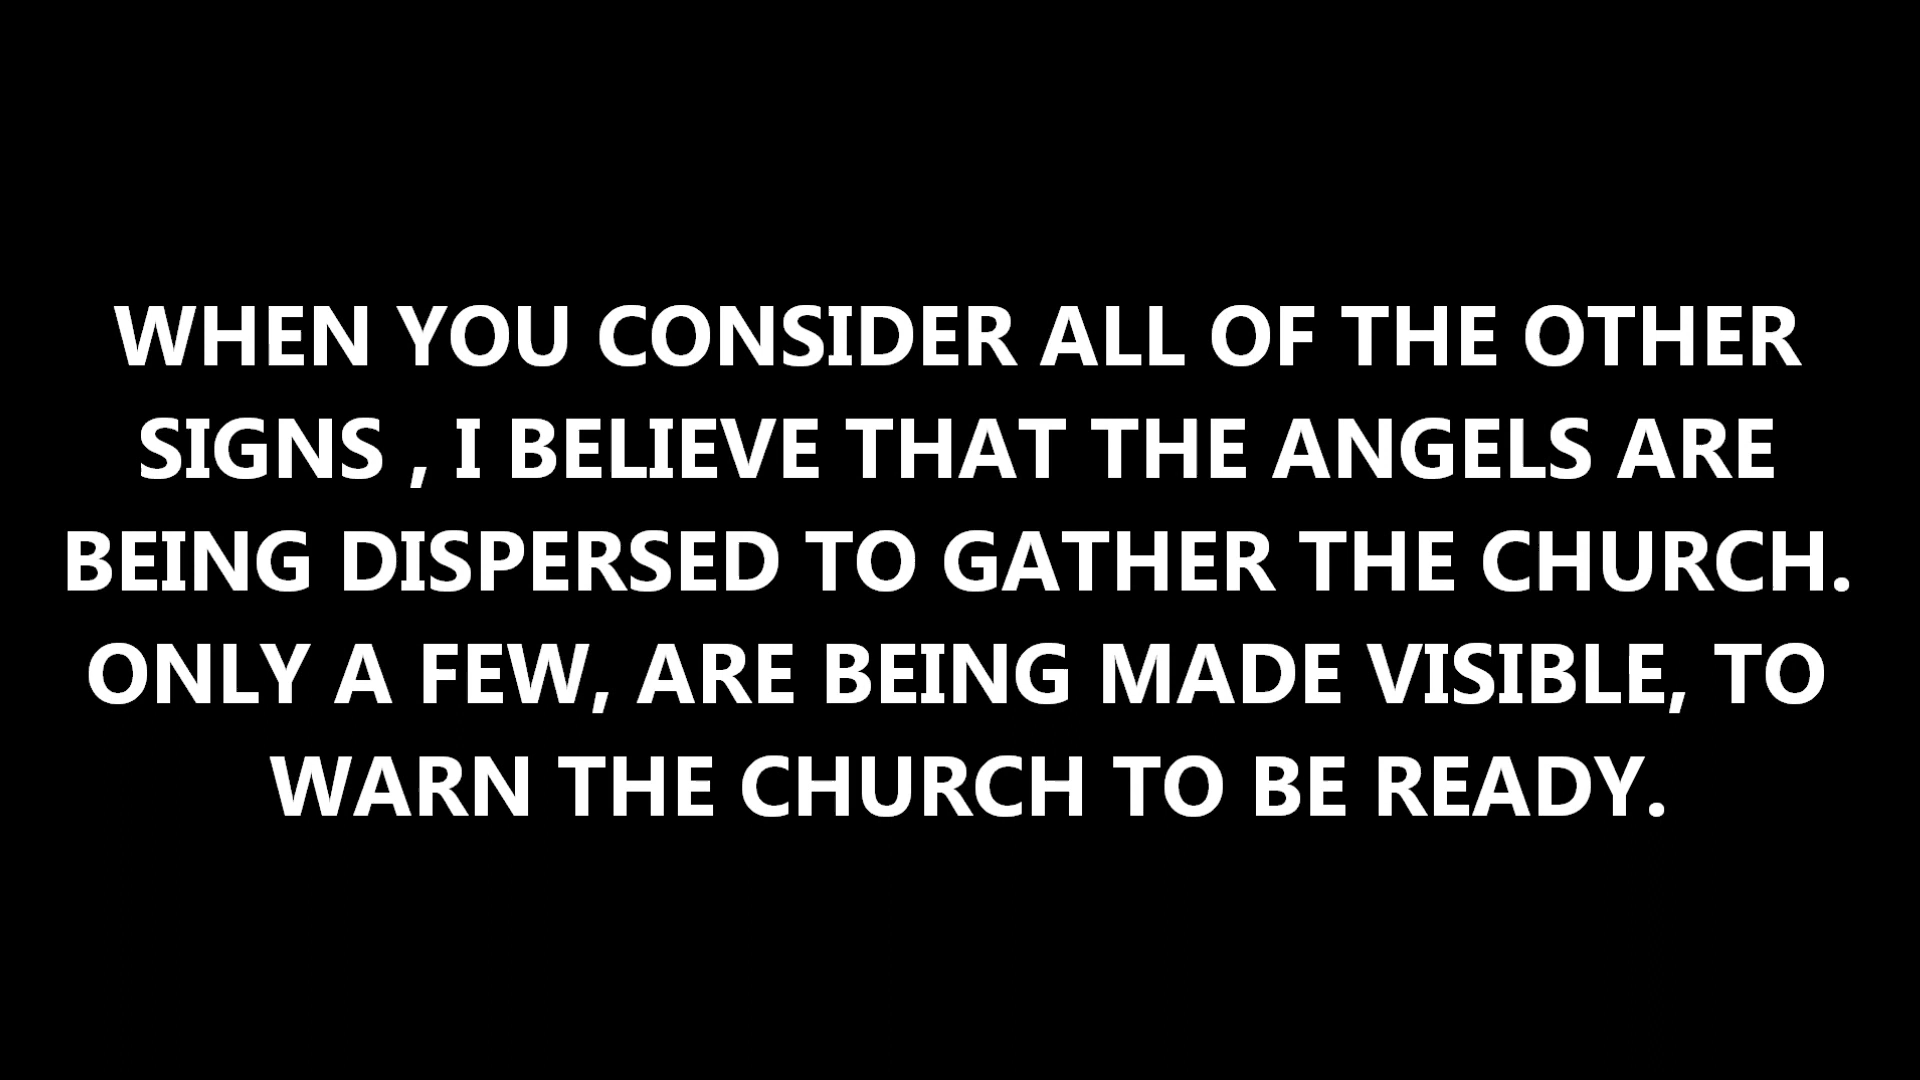 WHEN YOU CONSIDER ALL OF THE OTHER
SIGNS , I BELIEVE THAT THE ANGELS ARE
BEING DISPERSED TO GATHER THE CHURCH.
ONLY A FEW, ARE BEING MADE VISIBLE, TO
WARN THE CHURCH TO BE READY.